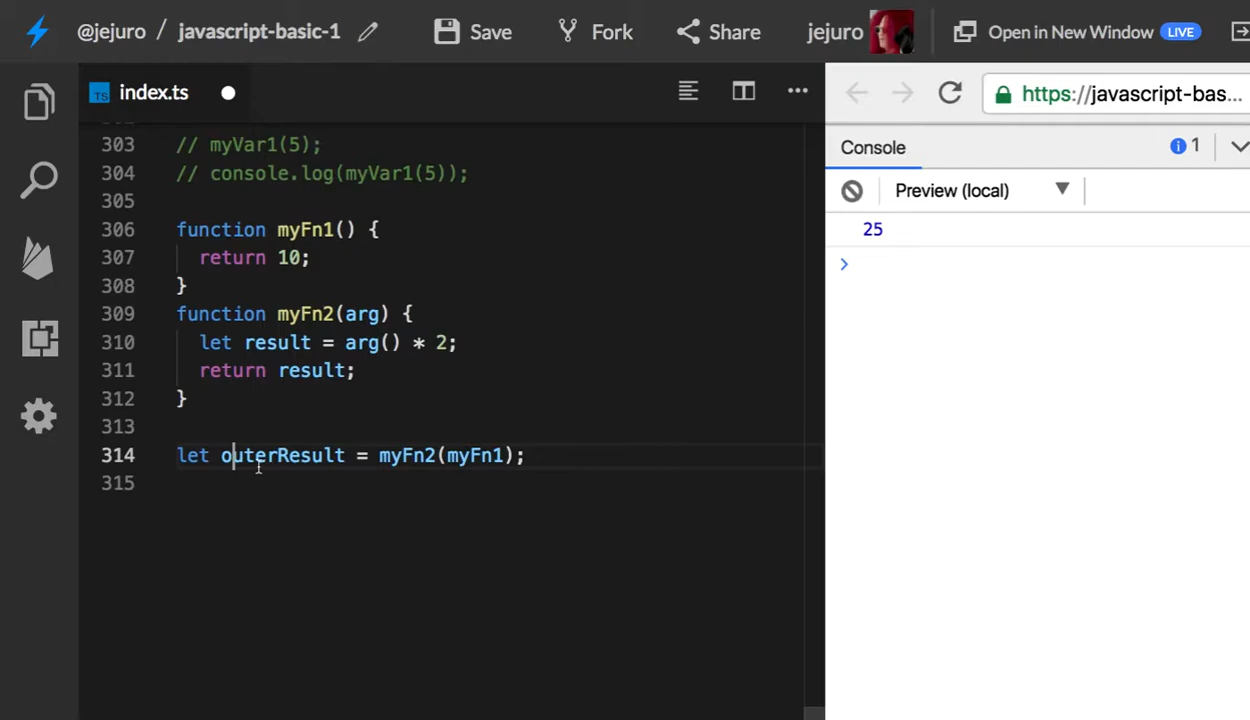 @jejuro / javascript-basic-1 Save Fork Share jejuro Open in New Window LIVE
TS index.ts
https://javascript-bas...
Console 1
Preview (local)
25
303 // myVar1(5);
304 // console.log(myVar1(5));
305
306 function myFn1() {
307 return 10;
308 }
309 function myFn2(arg) {
310 let result = arg() * 2;
311 return result;
312 }
313
314 let outerResult = myFn2(myFn1);
315